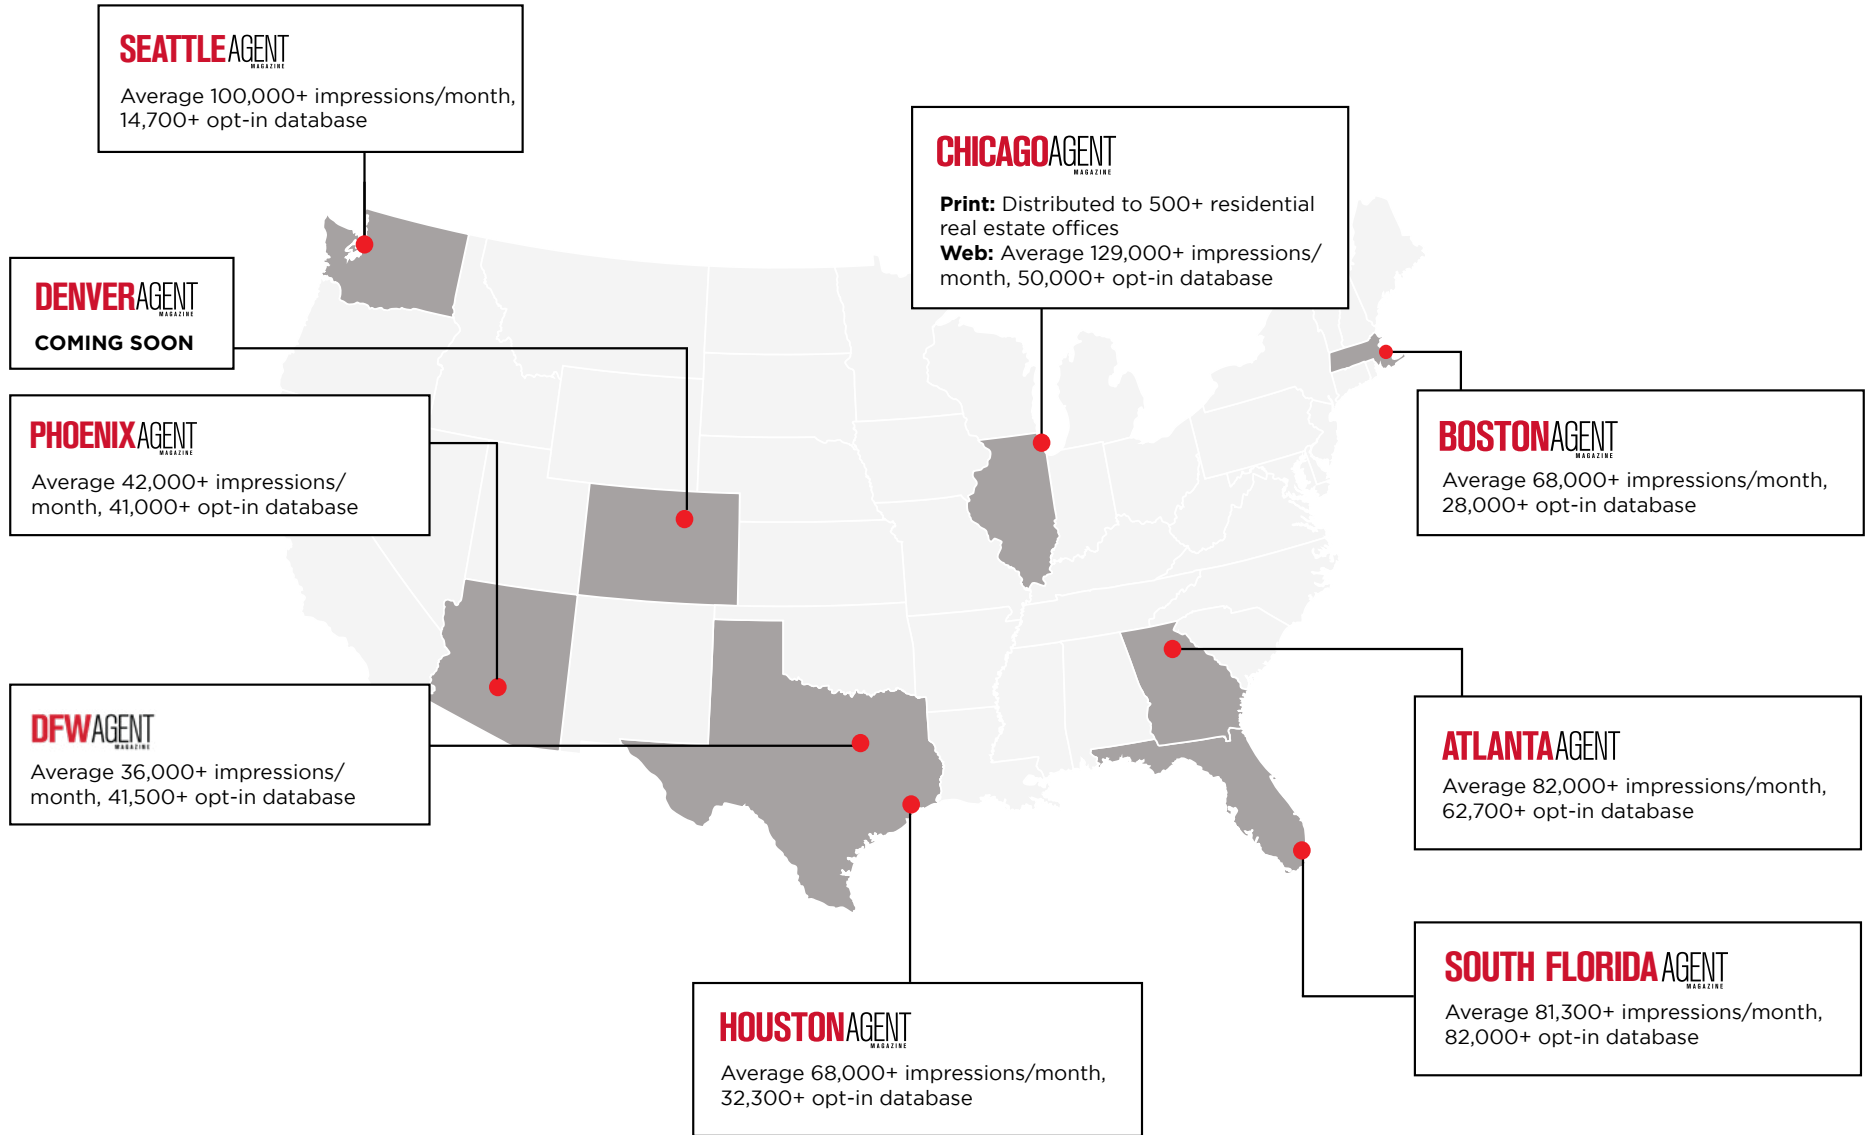 SEATTLEAGENT
MAGAZINE
Average 100,000+ impressions/month,
14,700+ opt-in database
CHICAGOAGENT
MAGAZINE
Print: Distributed to 500+ residential
real estate offices
Web: Average 129,000+ impressions/
month, 50,000+ opt-in database
DENVERAGENT
MAGAZINE
COMING SOON
PHOENIXAGENT
MAGAZINE
Average 42,000+ impressions/
month, 41,000+ opt-in database
BOSTONAGENT
MAGAZINE
Average 68,000+ impressions/month,
28,000+ opt-in database
DFWAGENT
MAGAZINE
Average 36,000+ impressions/
month, 41,500+ opt-in database
ATLANTAAGENT
Average 82,000+ impressions/month,
62,700+ opt-in database
SOUTH FLORIDA AGENT
MAGAZINE
Average 81,300+ impressions/month,
82,000+ opt-in database
HOUSTONAGENT
MAGAZINE
Average 68,000+ impressions/month,
32,300+ opt-in database